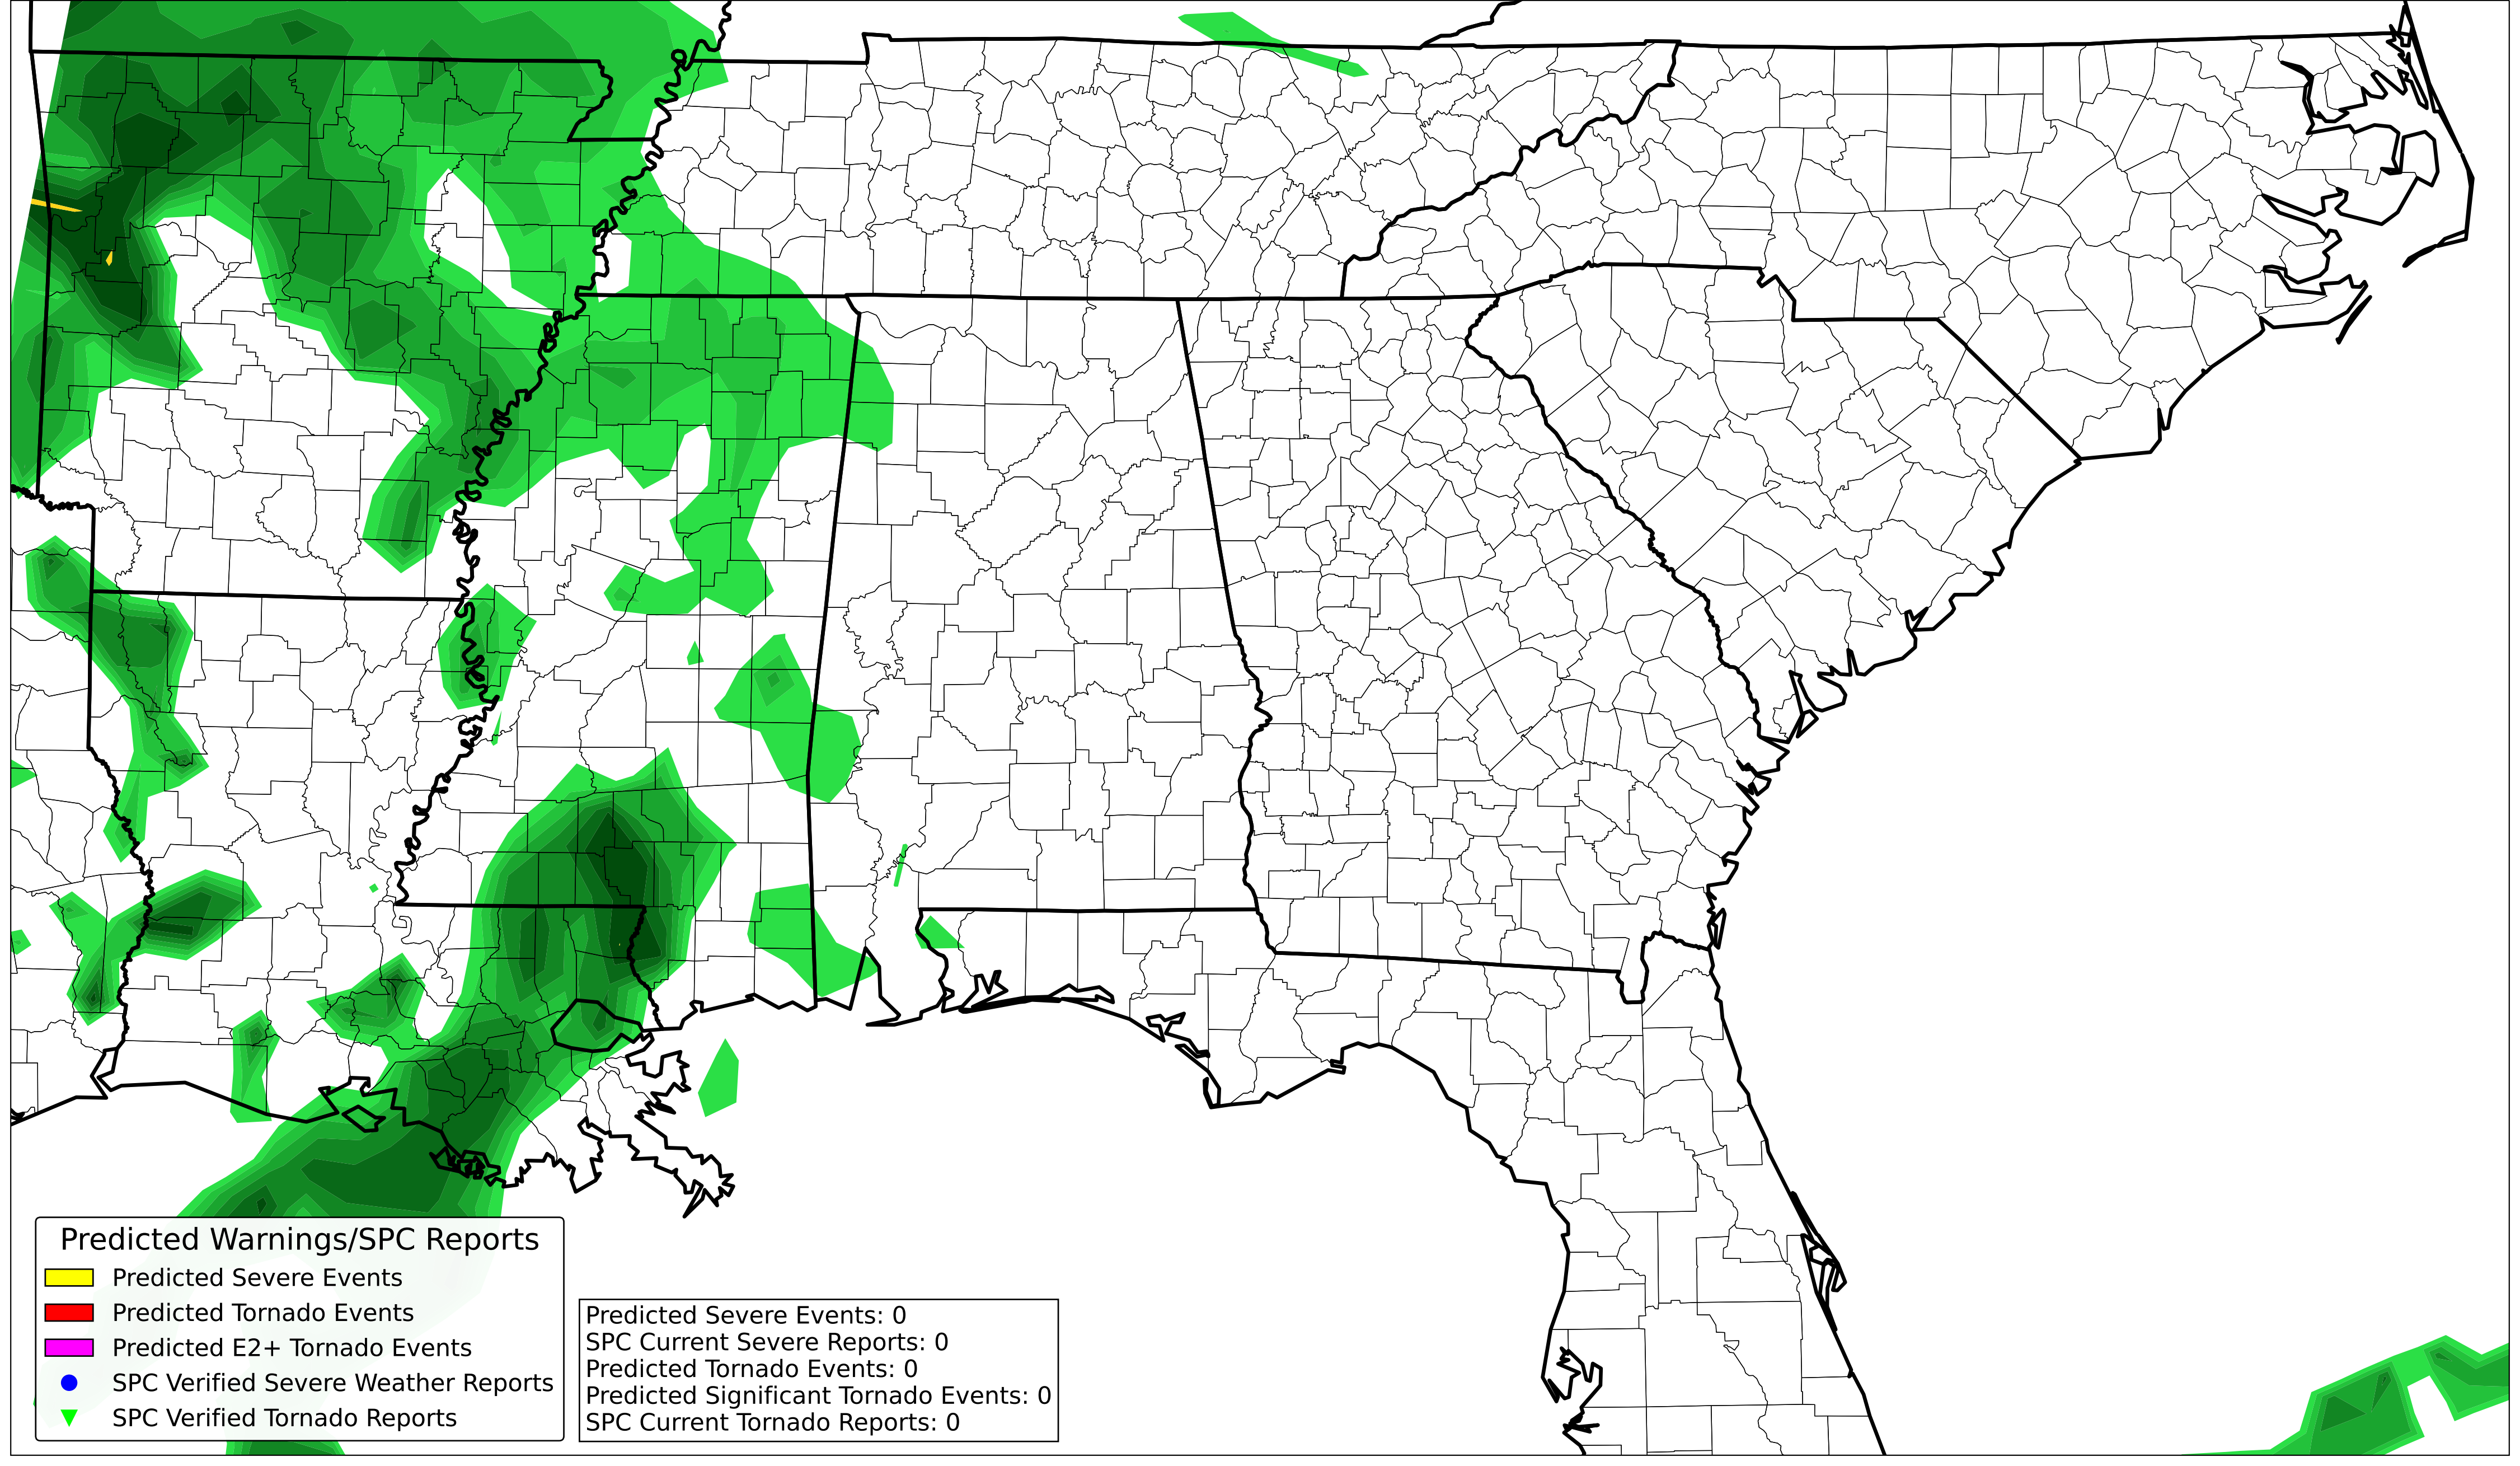 Predicted Warnings/SPC Reports
Predicted Severe Events
Predicted Tornado Events
Predicted E2+ Tornado Events
SPC Verified Severe Weather Reports
SPC Verified Tornado Reports
Predicted Severe Events: 0
SPC Current Severe Reports: 0
Predicted Tornado Events: 0
Predicted Significant Tornado Events: 0
SPC Current Tornado Reports: 0